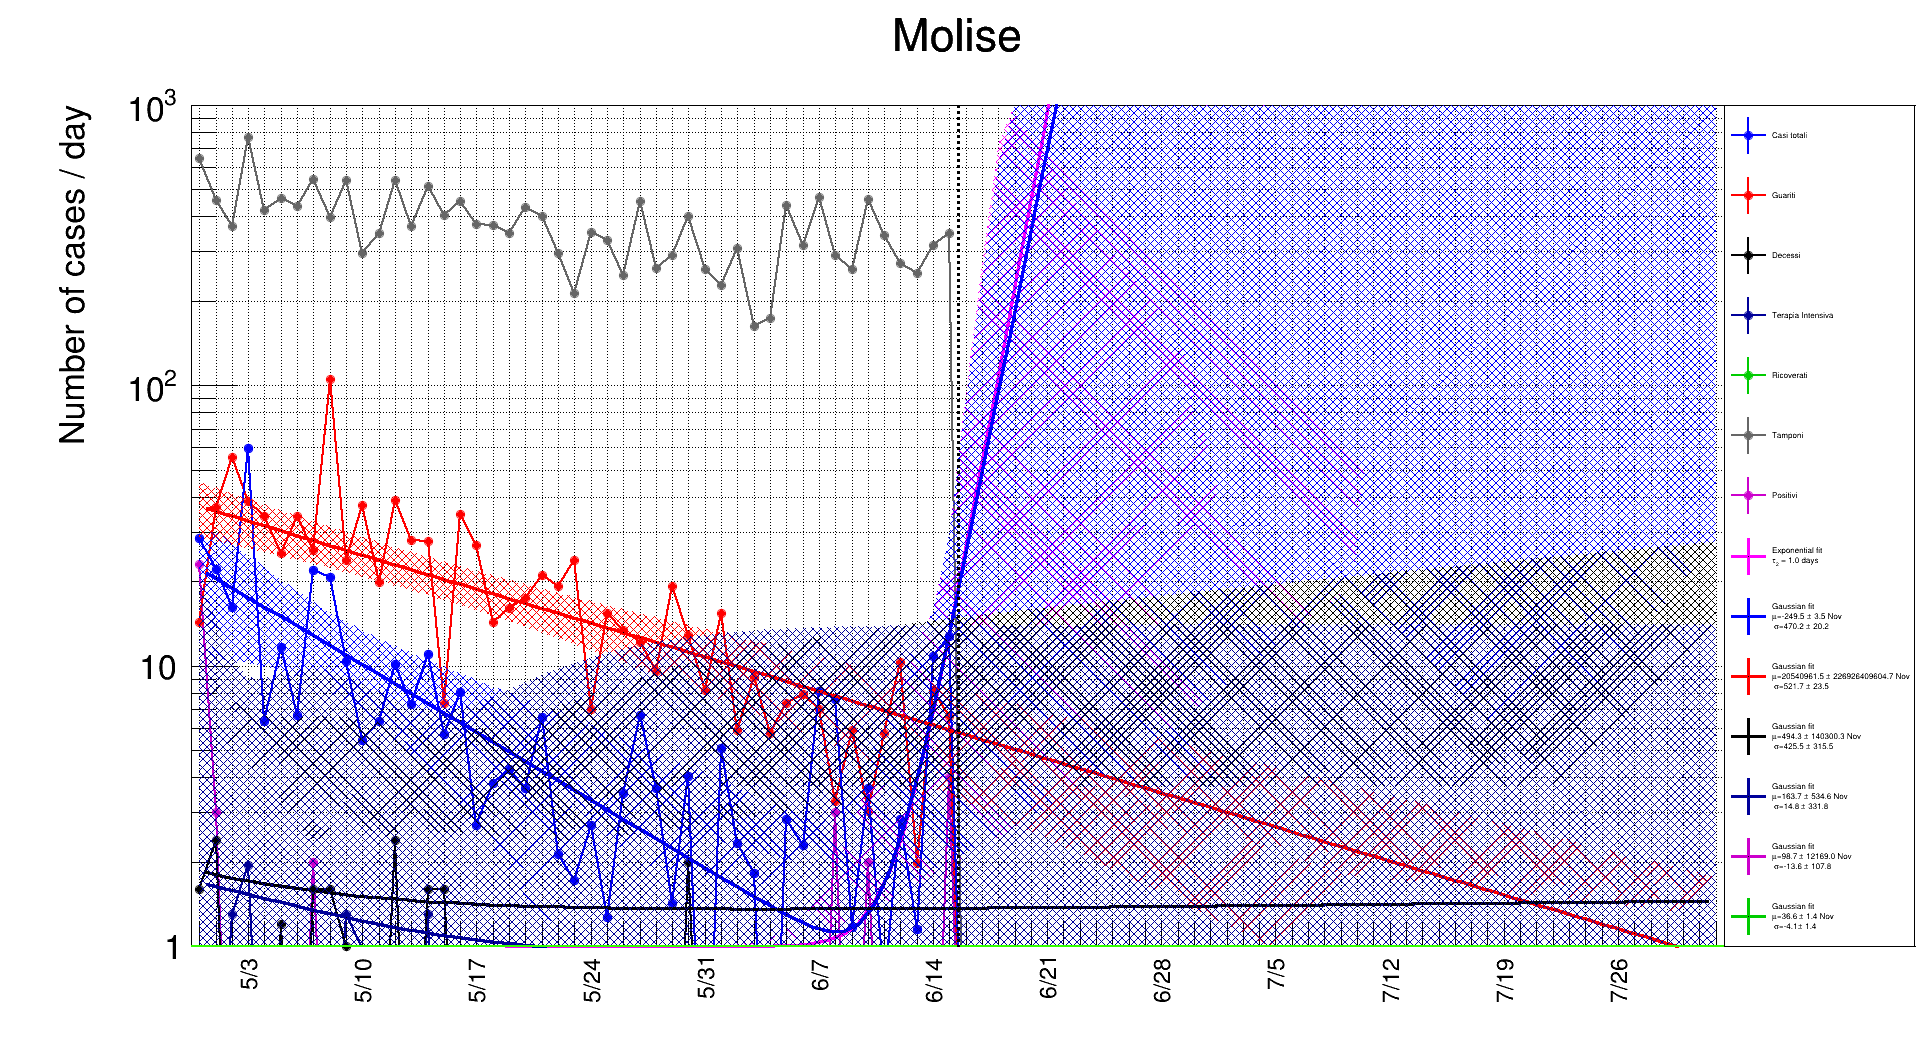 Molise
Number of cases / day
10³
10²
10
1
5/3
5/10
5/17
5/24
5/31
6/7
6/14
6/21
6/28
7/5
7/12
7/19
7/26
Casi totali
Guariti
Decessi
Terapia Intensiva
Ricoverati
Tamponi
Positivi
Exponential fit
τ₂ = 1.0 days
Gaussian fit
μ=-249.5 ± 3.5 Nov
σ=470.2 ± 20.2
Gaussian fit
μ=20540961.5 ± 226926409604.7 Nov
σ=521.7 ± 23.5
Gaussian fit
μ=494.3 ± 140300.3 Nov
σ=425.5 ± 315.5
Gaussian fit
μ=163.7 ± 534.6 Nov
σ=14.8 ± 331.8
Gaussian fit
μ=98.7 ± 12169.0 Nov
σ=-13.6 ± 107.8
Gaussian fit
μ=36.6 ± 1.4 Nov
σ=-4.1 ± 1.4